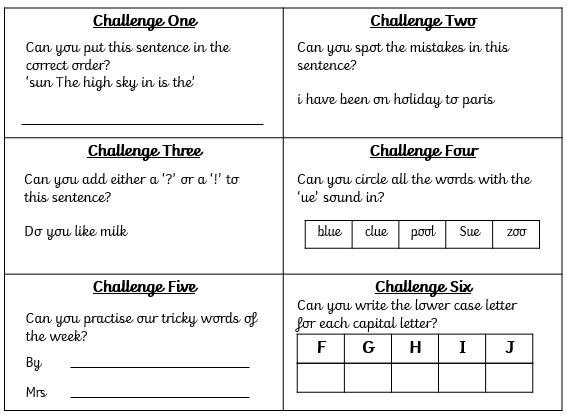 Challenge One
Can you put this sentence in the
correct order?
‘sun The high sky in is the’
Challenge Two
Can you spot the mistakes in this
sentence?
i have been on holiday to paris
Challenge Three
Can you add either a ‘?’ or a ‘!’ to
this sentence?
Do you like milk
Challenge Four
Can you circle all the words with the
‘ue’ sound in?
blue clue pool Sue zoo
Challenge Five
Can you practise our tricky words of
the week?
By
Mrs
Challenge Six
Can you write the lower case letter
for each capital letter?
F G H I J